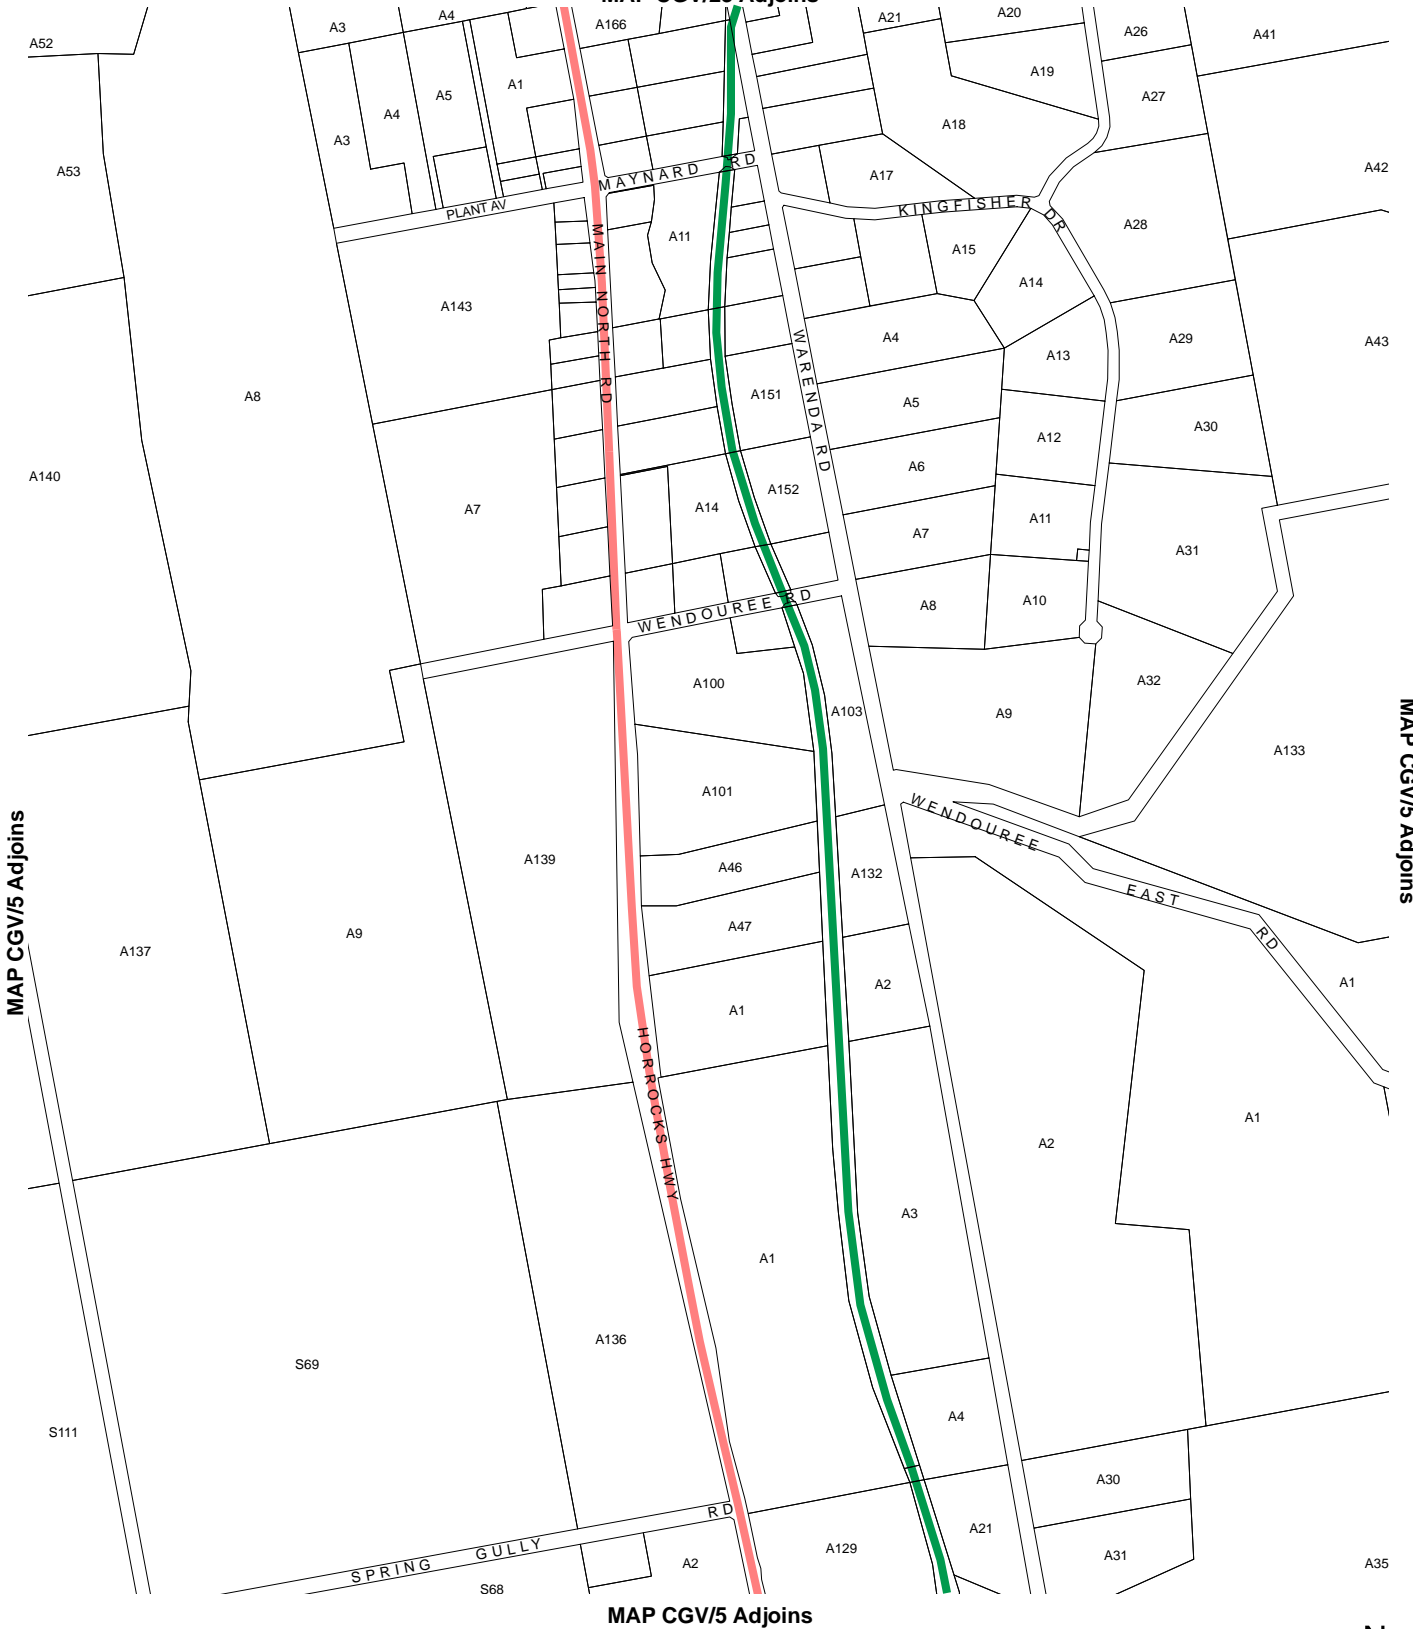 A52
A3
A4
A166
A21
A20
A26
A41
A19
A27
A1
A5
A4
A3
A18
A53
A42
A17
MAYNARD RD
PLANT AV
KINGFISHER DR
A28
A11
A15
A14
A143
MAIN NORTH RD
WARENDA RD
A4
A13
A29
A43
A8
A151
A5
A12
A30
A6
A140
A152
A7
A14
A11
A7
A31
WENDOUREE RD
A8
A10
A100
A32
A103
A9
A133
MAP CGV/5 Adjoins
A101
WENDOUREE EAST RD
MAP CGV/5 Adjoins
A139
A46
A132
A47
A9
A137
A2
A1
A1
HORROCKS HWY
A1
A2
A3
A1
A136
S69
A4
S111
A30
RD
A21
SPRING GULLY
A129
A31
A2
A35
S68
MAP CGV/5 Adjoins